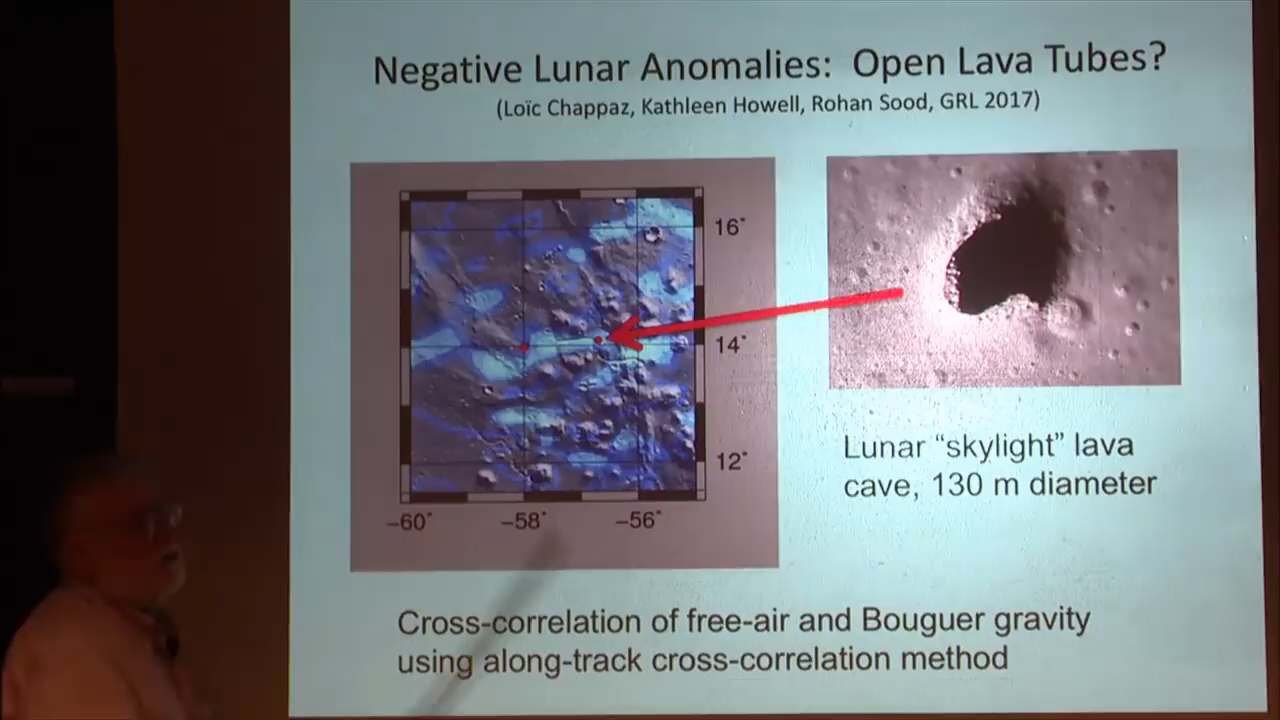 Negative Lunar Anomalies: Open Lava Tubes?
(Loïc Chappaz, Kathleen Howell, Rohan Sood, GRL 2017)
16°
14°
12°
−60°
−58°
−56°
Lunar “skylight” lava
cave, 130 m diameter
Cross-correlation of free-air and Bouguer gravity
using along-track cross-correlation method